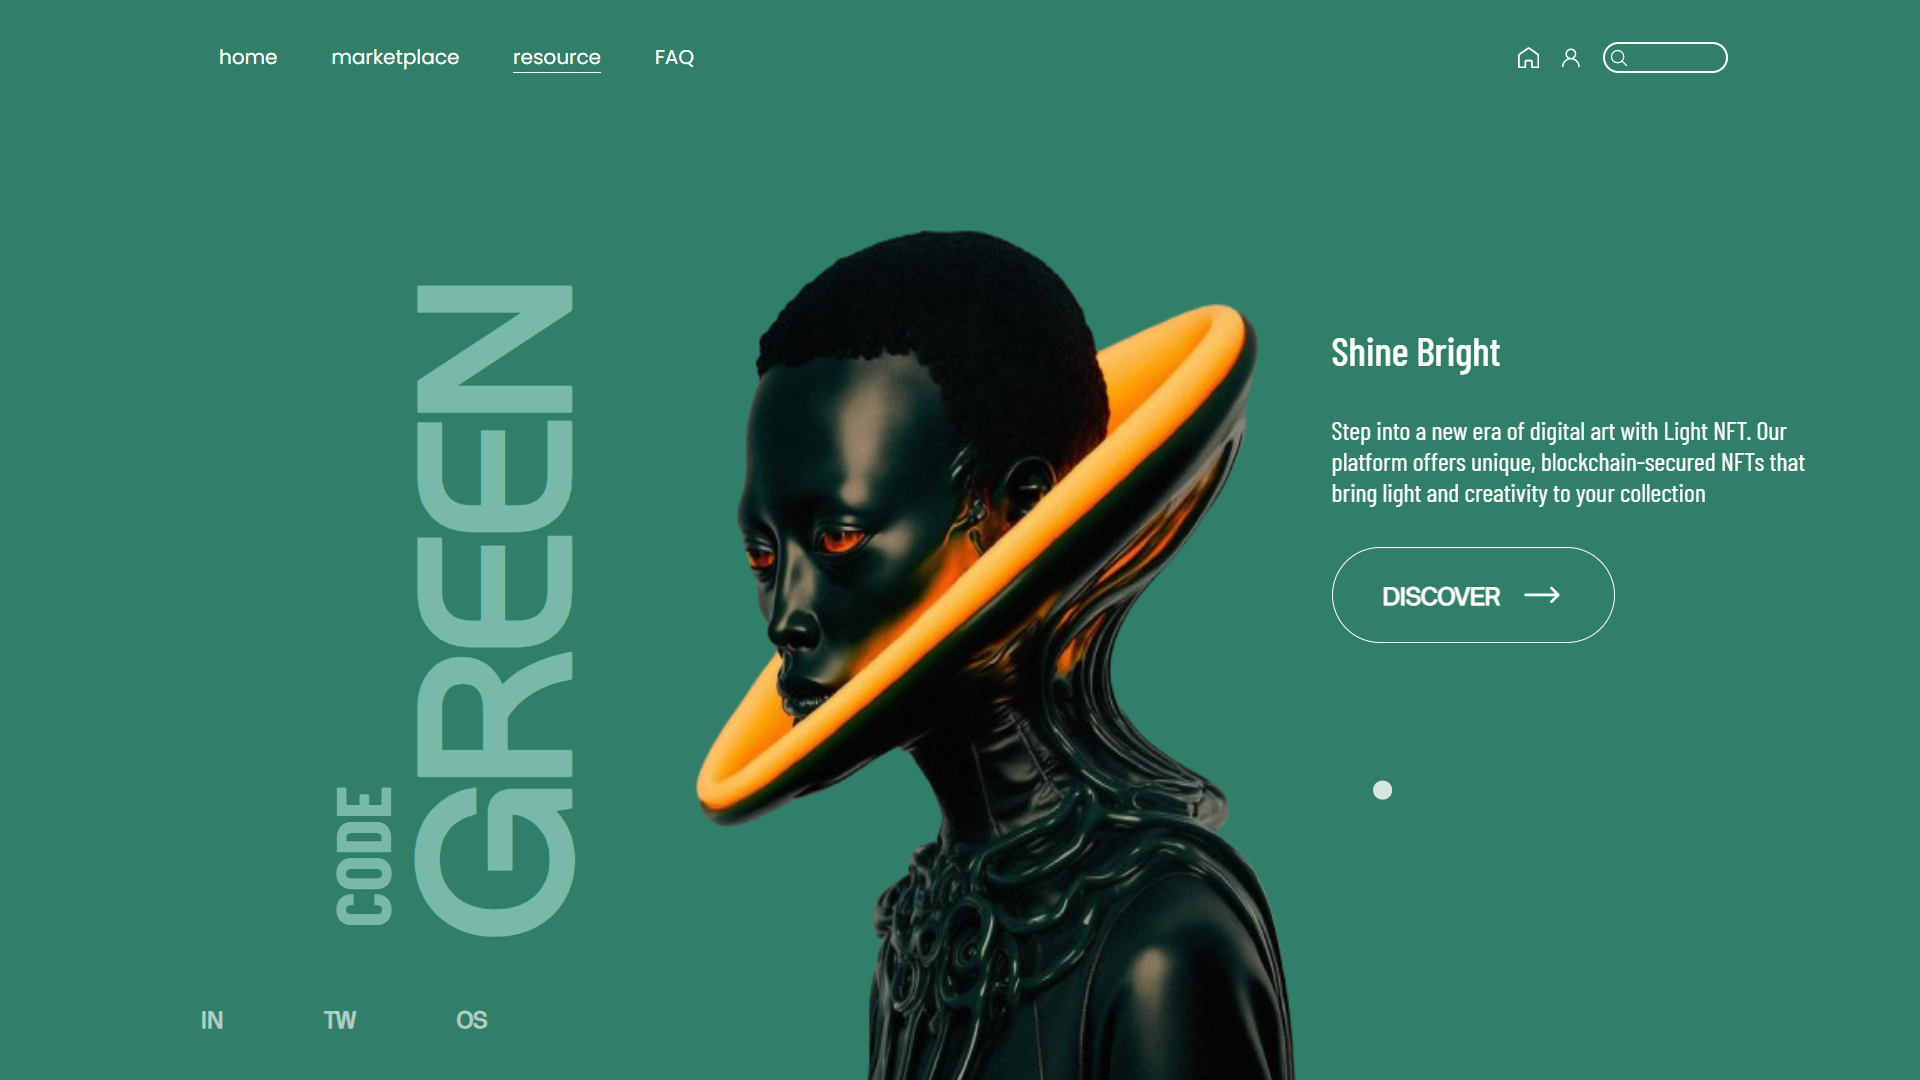 home
marketplace
resource
FAQ
CODE
GREEN
Shine Bright
Step into a new era of digital art with Light NFT. Our
platform offers unique, blockchain-secured NFTs that
bring light and creativity to your collection
DISCOVER
IN
TW
OS